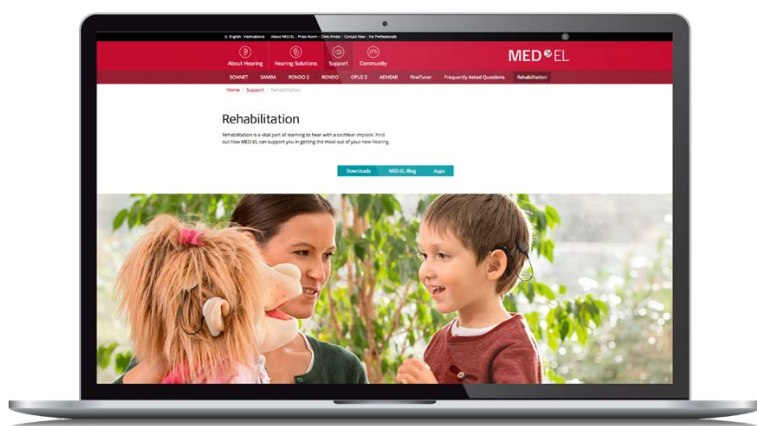 English - International About MED-EL Press Room Clinic Finder Contact Here For Professionals
About Hearing Hearing Solutions Support Community
MED EL
SONNET SAMBA RONDO 2 RONDO OPUS 2 ADHEAR FineTuner Frequently Asked Questions Rehabilitation
Home / Support / Rehabilitation
Rehabilitation
Rehabilitation is a vital part of learning to hear with a cochlear implant. Find
out how MED-EL can support you in getting the most out of your new hearing.
Downloads MED-EL Blog Apps